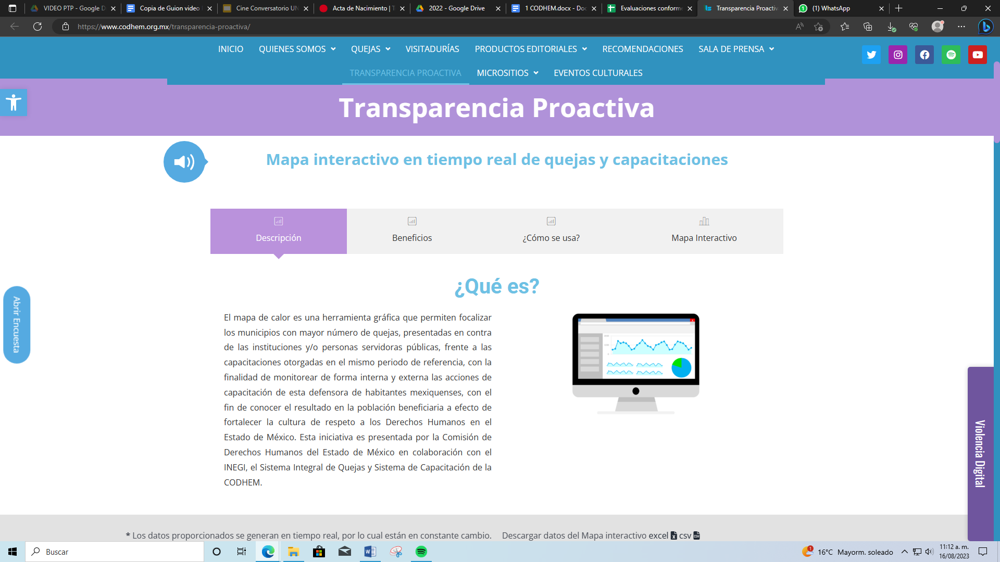 VIDEO PTP - Google D
Copia de Guion video
Cine Conversatorio UN
Acta de Nacimiento | T
2022 - Google Drive
1 CODHEM.docx - Doc
Evaluaciones conforme
Transparencia Proactiv
(1) WhatsApp
https://www.codhem.org.mx/transparencia-proactiva/
INICIO QUIENES SOMOS QUEJAS VISITADURÍAS PRODUCTOS EDITORIALES RECOMENDACIONES SALA DE PRENSA
TRANSPARENCIA PROACTIVA MICROSITIOS EVENTOS CULTURALES
Transparencia Proactiva
Mapa interactivo en tiempo real de quejas y capacitaciones
Descripción Beneficios ¿Cómo se usa? Mapa Interactivo
¿Qué es?
El mapa de calor es una herramienta gráfica que permiten focalizar
los municipios con mayor número de quejas, presentadas en contra
de las instituciones y/o personas servidoras públicas, frente a las
capacitaciones otorgadas en el mismo periodo de referencia, con la
finalidad de monitorear de forma interna y externa las acciones de
capacitación de esta defensora de habitantes mexiquenses, con el
fin de conocer el resultado en la población beneficiaria a efecto de
fortalecer la cultura de respeto a los Derechos Humanos en el
Estado de México. Esta iniciativa es presentada por la Comisión de
Derechos Humanos del Estado de México en colaboración con el
INEGI, el Sistema Integral de Quejas y Sistema de Capacitación de la
CODHEM.
Abrir Encuesta
Violencia Digital
* Los datos proporcionados se generan en tiempo real, por lo cual están en constante cambio. Descargar datos del Mapa interactivo excel csv
Buscar
16°C Mayorm. soleado
11:12 a. m.
16/08/2023